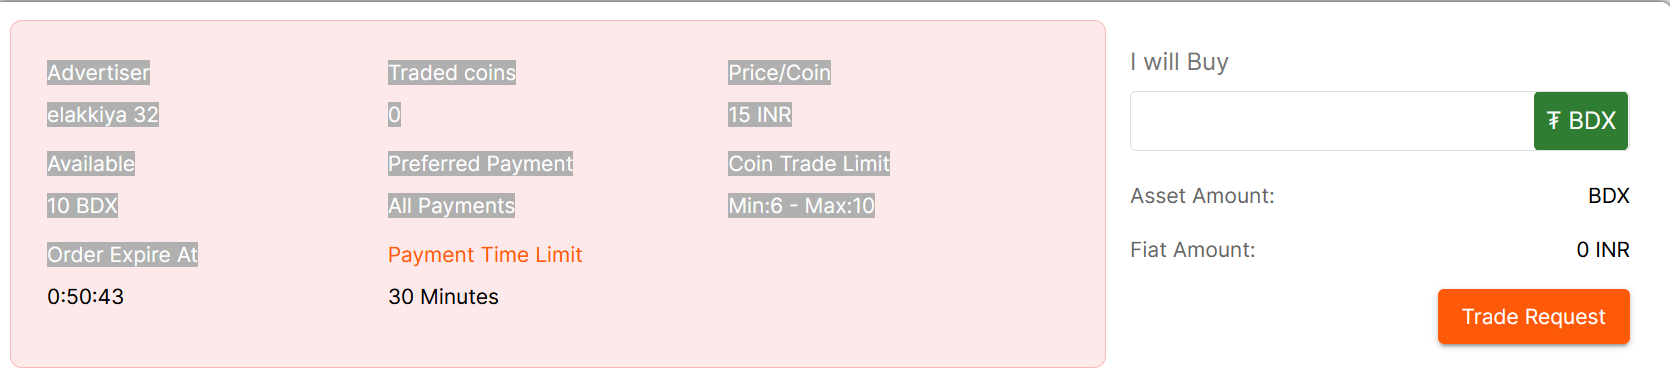 Advertiser Traded coins Price/Coin
elakkiya 32 0 15 INR
Available Preferred Payment Coin Trade Limit
10 BDX All Payments Min:6 - Max:10
Order Expire At Payment Time Limit
0:50:43 30 Minutes
I will Buy
₮ BDX
Asset Amount: BDX
Fiat Amount: 0 INR
Trade Request